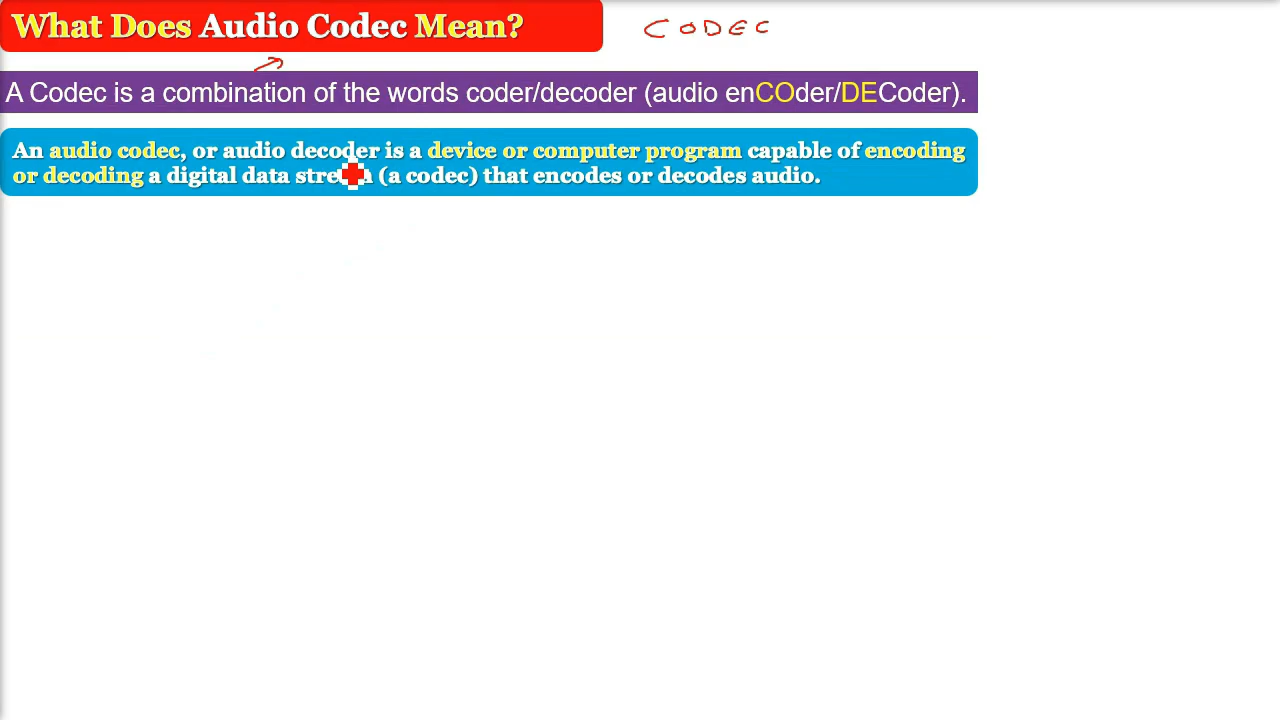 What Does Audio Codec Mean?
CODEC
A Codec is a combination of the words coder/decoder (audio enCOder/DECoder).
An audio codec, or audio decoder is a device or computer program capable of encoding
or decoding a digital data (a codec) that encodes or decodes audio.